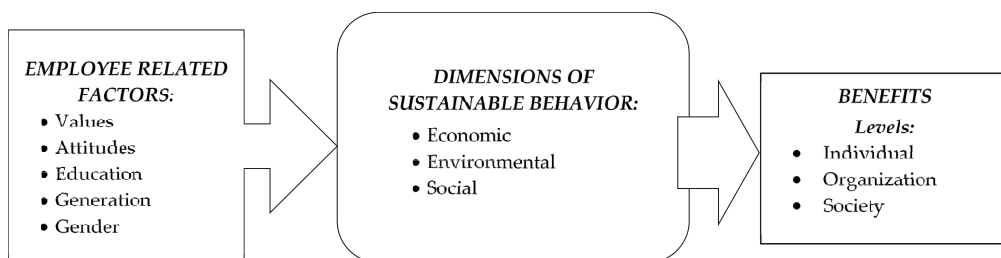 EMPLOYEE RELATED
FACTORS:
• Values
• Attitudes
• Education
• Generation
• Gender
DIMENSIONS OF
SUSTAINABLE BEHAVIOR:
• Economic
• Environmental
• Social
BENEFITS
Levels:
• Individual
• Organization
• Society